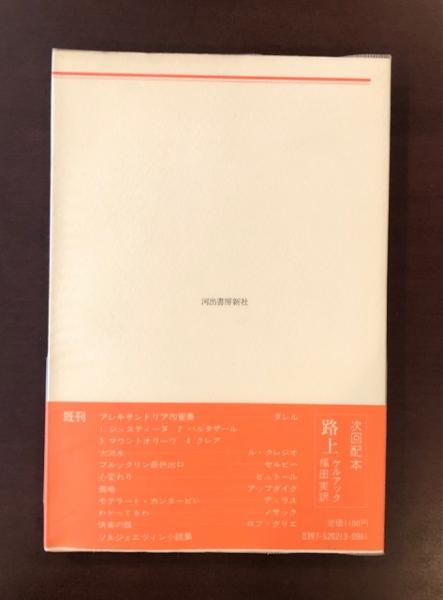 河出書房新社
既刊
アレキサンドリア四重奏 ダレル
1 ジュスティーヌ 2 バルタザール
3 マウントオリーヴ 4 クレア
大洪水 ル・クレジオ
ブルックリン最終出口 セルビー
心変わり ビュトール
アップダイク
モデラート・カンタービレ デュラス
わかってるわ ノサック
快楽の館 ロブ=グリエ
ソルジェニツィン小説集
次回配本
路上
ケルアック
福田実訳
定価1100円
0397-520213-0961